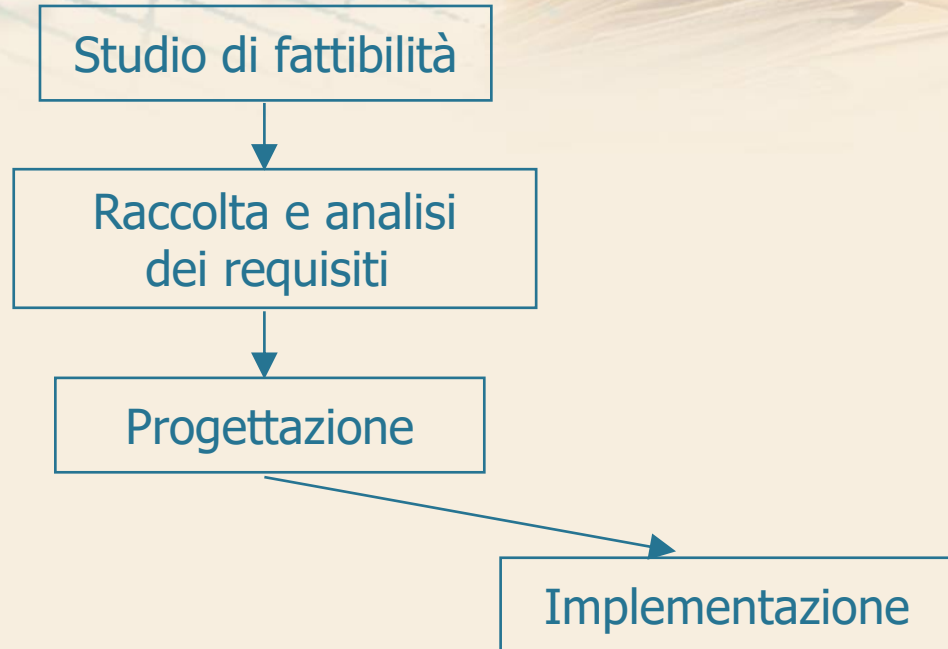 Studio di fattibilità
Raccolta e analisi
dei requisiti
Progettazione
Implementazione